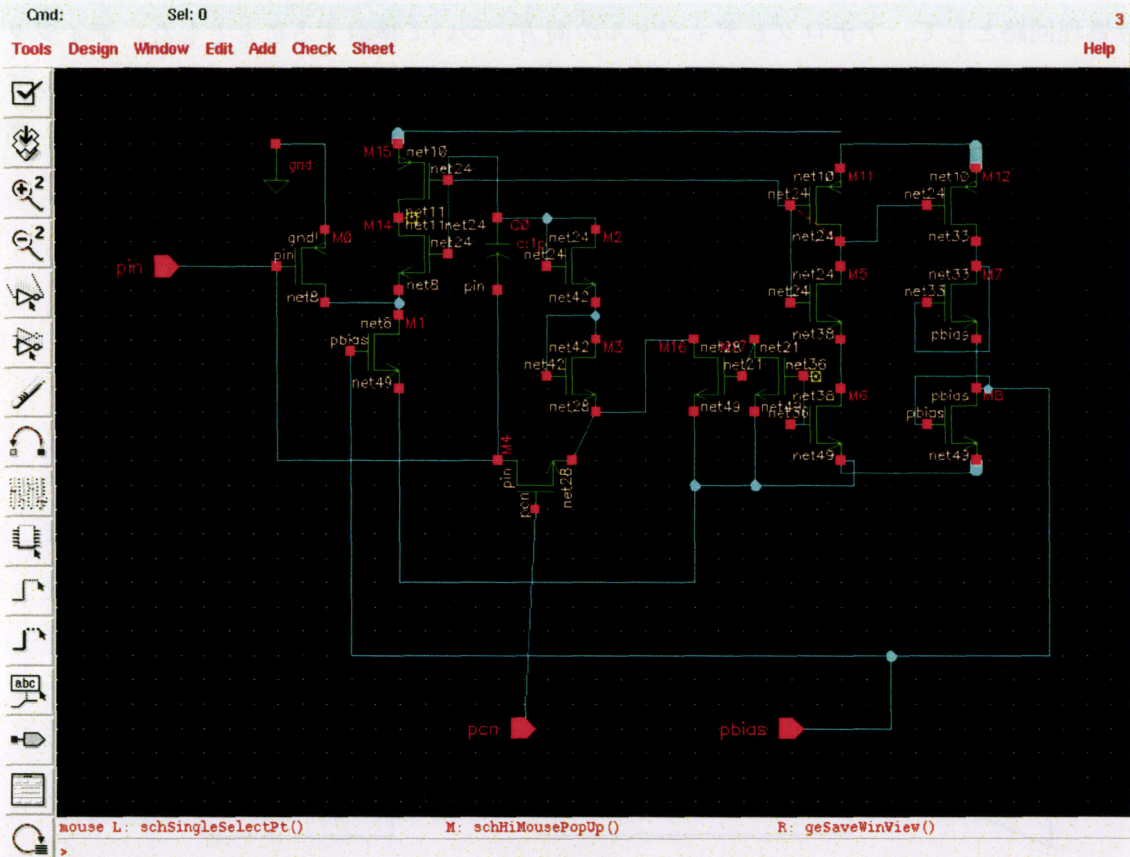 Cmd: Sel: 0
3
Tools Design Window Edit Add Check Sheet Help
gnd
M15
net10
net24
net10
M11
net10
M12
net24
net24
M0
gnd!
pin
net8
M14
net11
net11
net24
net24
net8
C0
c:1p
pin
net24
M2
net24
net42
net24
net24
M5
net24
net38
net33
net33
M7
net33
pbias
pin
net8
M1
pbias
net49
net42
M3
net42
net28
M16
net21
net49
net21
net36
net36
net38
M6
net49
pbias
M8
pbias
net49
M4
pin
net28
pcn
pcn
pbias
abc
mouse L: schSingleSelectPt() M: schHiMousePopUp() R: geSaveWinView()
>